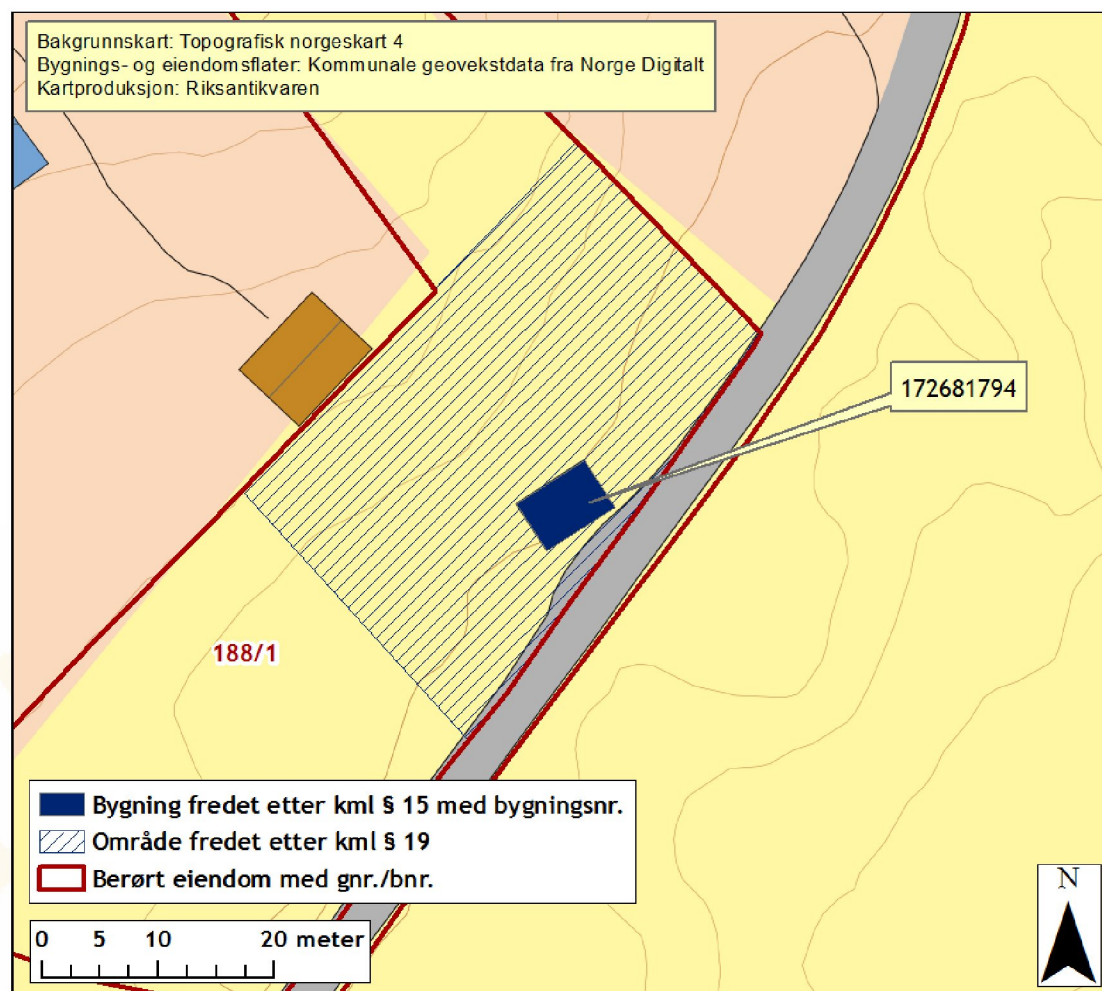 Bakgrunnskart: Topografisk norgeskart 4
Bygnings- og eiendomsflater: Kommunale geovekstdata fra Norge Digitalt
Kartproduksjon: Riksantikvaren
172681794
188/1
Bygning fredet etter kml § 15 med bygningsnr.
Område fredet etter kml § 19
Berørt eiendom med gnr./bnr.
0 5 10 20 meter
N